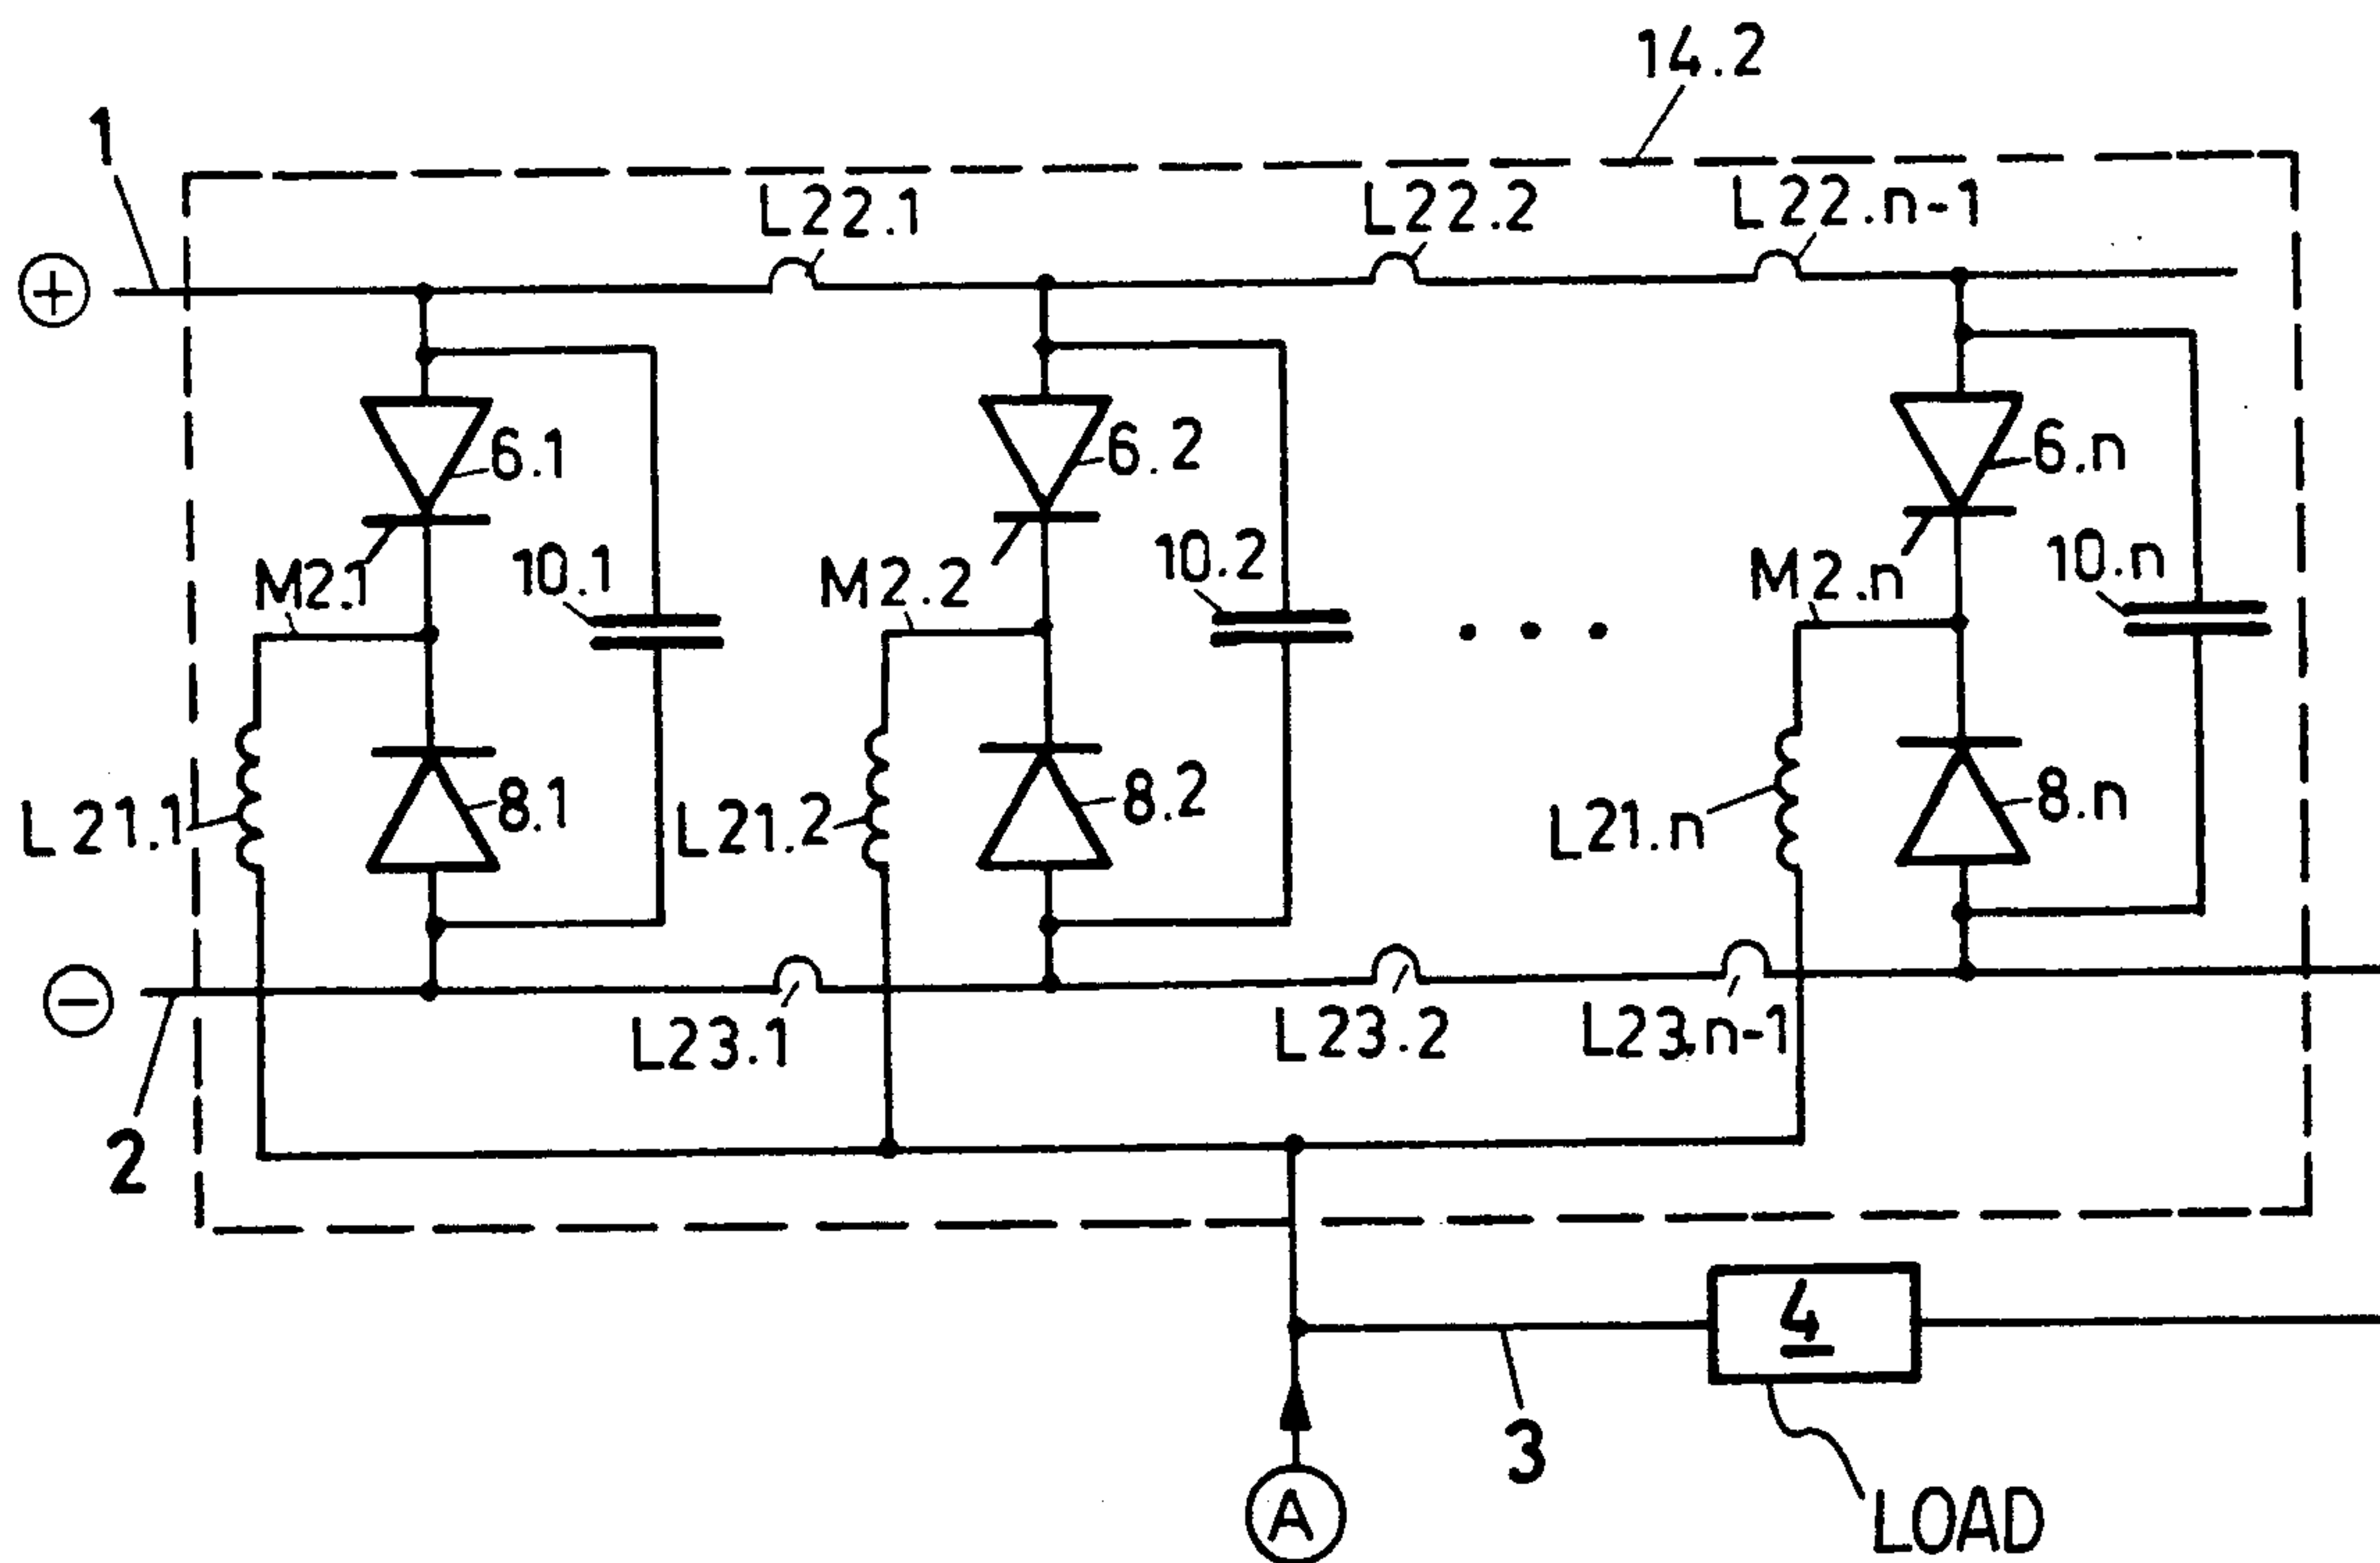 14.2
1
L22.1 L22.2 L22.n-1
+
6.1 6.2 6.n
M2.1 10.1 M2.2 10.2 M2.n 10.n
• • •
L21.1 8.1 L21.2 8.2 L21.n 8.n
−
L23.1 L23.2 L23.n-1
2
4
3
A
LOAD